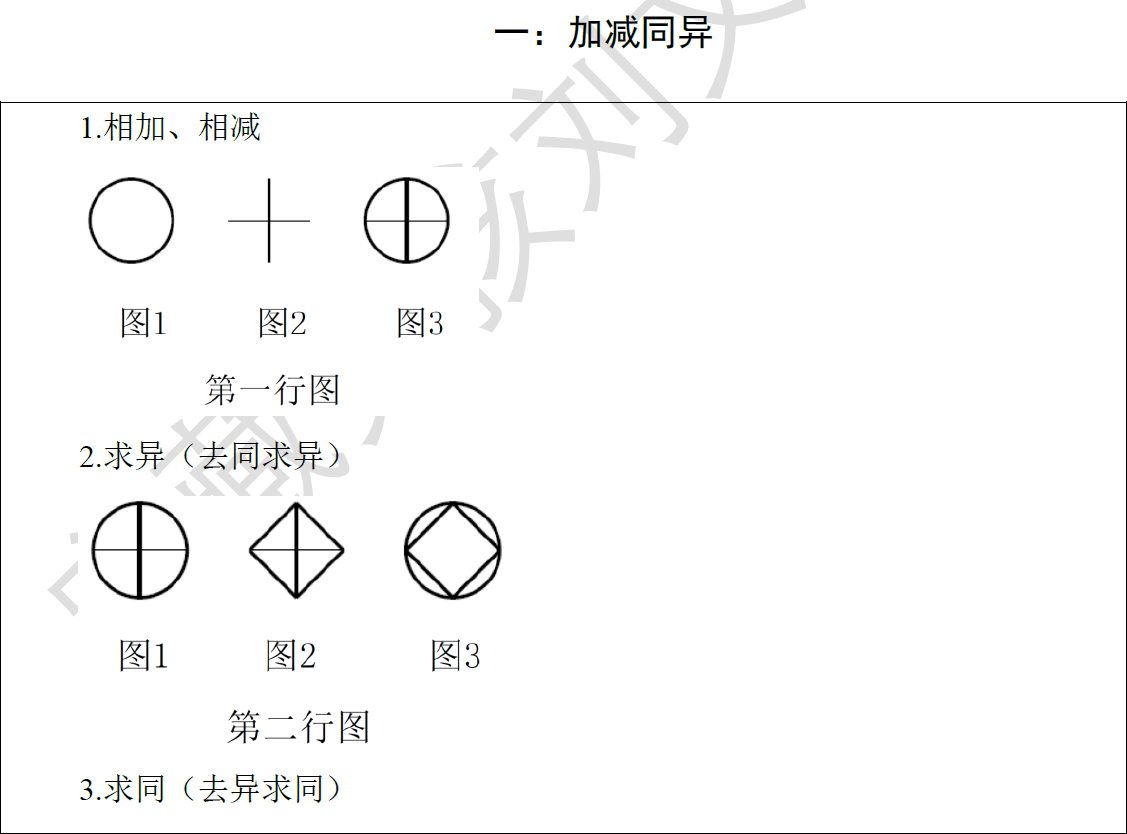 一：加减同异
1.相加、相减
图1 图2 图3
第一行图
2.求异（去同求异）
图1 图2 图3
第二行图
3.求同（去异求同）